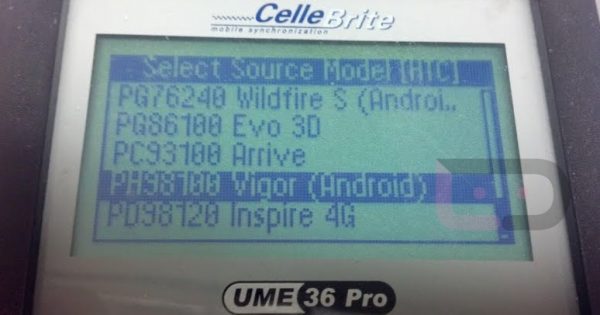 CelleBrite
mobile synchronization
Select Source Model [HTC]
PG76240 Wildfire S (Androi..
PG86100 Evo 3D
PC93100 Arrive
PH98100 Vigor (Android)
PD98120 Inspire 4G
UME 36 Pro